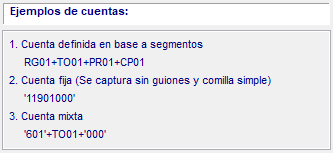 Ejemplos de cuentas:
1. Cuenta definida en base a segmentos
RG01+TO01+PR01+CP01
2. Cuenta fija (Se captura sin guiones y comilla simple)
'11901000'
3. Cuenta mixta
'601'+TO01+'000'